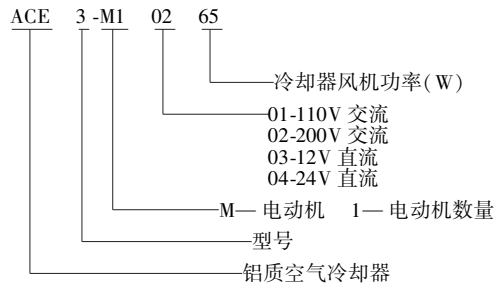 ACE 3 -M1 02 65
冷却器风机功率(W)
01-110V 交流
02-200V 交流
03-12V 直流
04-24V 直流
M— 电动机 1— 电动机数量
型号
铝质空气冷却器